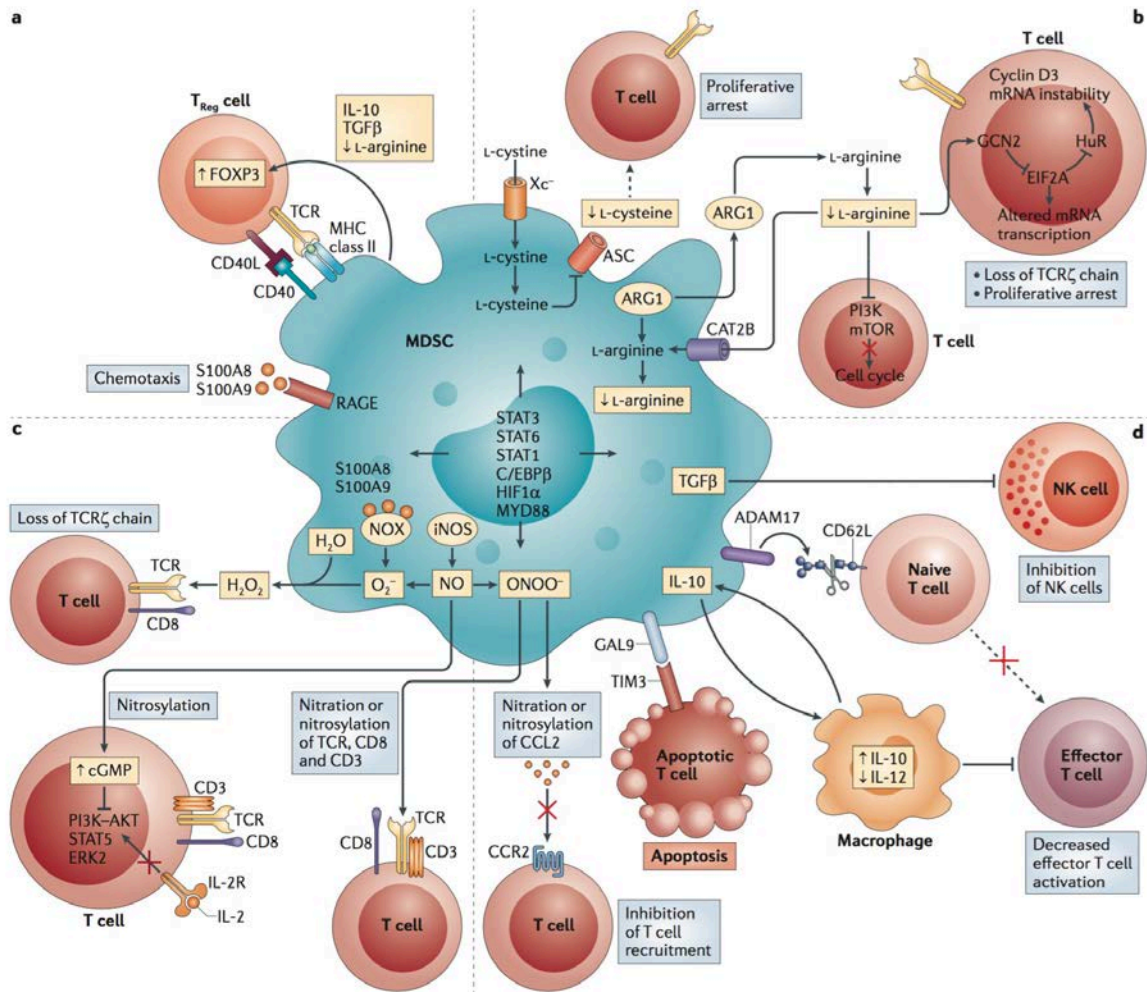 a
T Reg cell
↑ FOXP3
IL-10
TGFβ
↓ L-arginine
TCR
MHC
class II
CD40L
CD40
Chemotaxis
S100A8
S100A9
RAGE
MDSC
b
T cell
Proliferative
arrest
L-cystine
Xc⁻
L-cystine
L-cysteine
↓ L-cysteine
ASC
ARG1
L-arginine
↓ L-arginine
ARG1
L-arginine
↓ L-arginine
CAT2B
T cell
Cyclin D3
mRNA instability
GCN2
HuR
EIF2A
Altered mRNA
transcription
• Loss of TCRζ chain
• Proliferative arrest
PI3K
mTOR
Cell cycle
T cell
STAT3
STAT6
STAT1
C/EBPβ
HIF1α
MYD88
c
S100A8
S100A9
NOX
iNOS
H₂O
O₂⁻
NO
ONOO⁻
H₂O₂
Loss of TCRζ chain
T cell
TCR
CD8
Nitrosylation
↑ cGMP
PI3K–AKT
STAT5
ERK2
CD3
TCR
CD8
IL-2R
IL-2
T cell
Nitration or
nitrosylation
of TCR, CD8
and CD3
CD8
TCR
CD3
T cell
Nitration or
nitrosylation
of CCL2
CCR2
T cell
Inhibition
of T cell
recruitment
d
TGFβ
NK cell
Inhibition
of NK cells
ADAM17
CD62L
Naive
T cell
IL-10
GAL9
TIM3
Apoptotic
T cell
Apoptosis
↑ IL-10
↓ IL-12
Macrophage
Effector
T cell
Decreased
effector T cell
activation